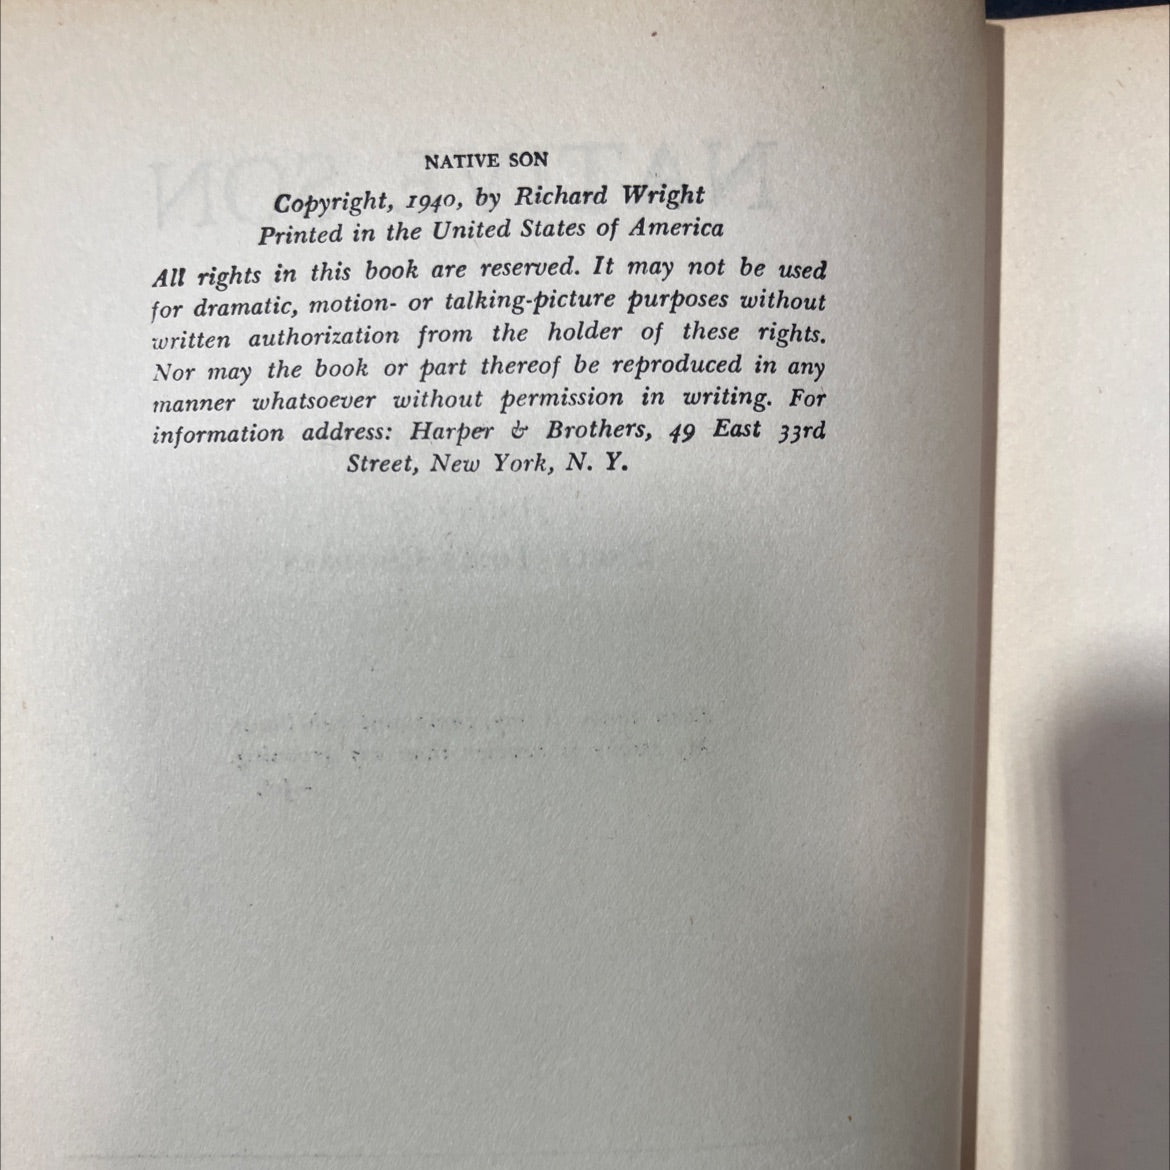 NATIVE SON
Copyright, 1940, by Richard Wright
Printed in the United States of America
All rights in this book are reserved. It may not be used
for dramatic, motion- or talking-picture purposes without
written authorization from the holder of these rights.
Nor may the book or part thereof be reproduced in any
manner whatsoever without permission in writing. For
information address: Harper & Brothers, 49 East 33rd
Street, New York, N. Y.